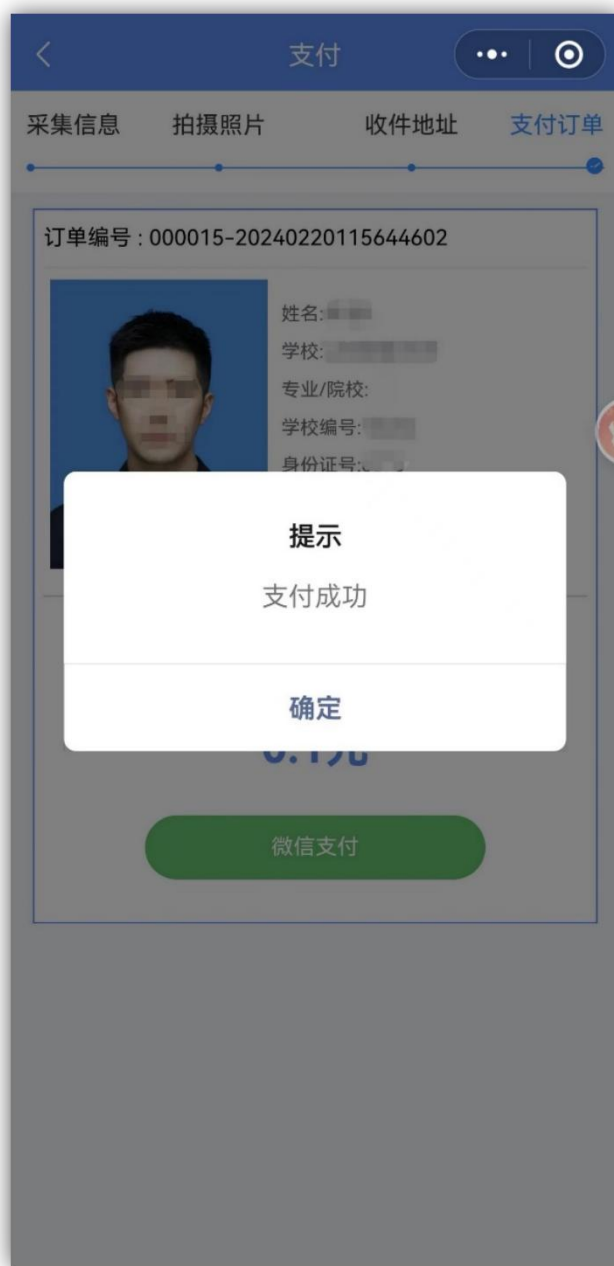 支付
采集信息 拍摄照片 收件地址 支付订单
订单编号 : 000015-20240220115644602
姓名:
学校:
专业/院校:
学校编号:
身份证号:
提示
支付成功
确定
微信支付